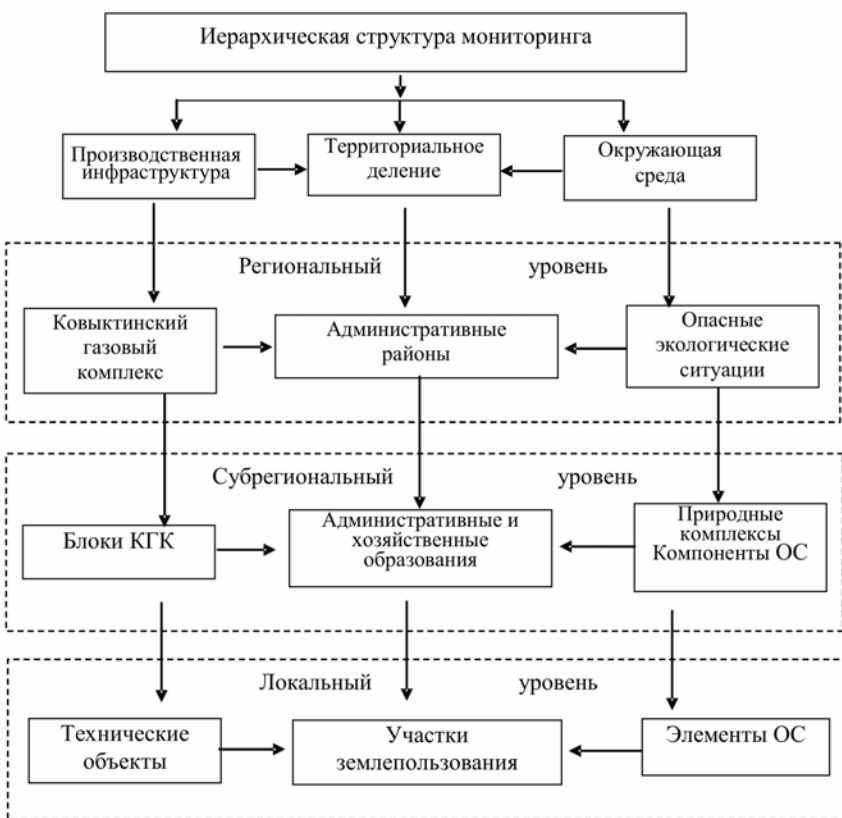 Иерархическая структура мониторинга
Производственная
инфраструктура
Территориальное
деление
Окружающая
среда
Региональный уровень
Ковыктинский
газовый
комплекс
Административные
районы
Опасные
экологические
ситуации
Субрегиональный уровень
Блоки КГК
Административные и
хозяйственные
образования
Природные
комплексы
Компоненты ОС
Локальный уровень
Технические
объекты
Участки
землепользования
Элементы ОС